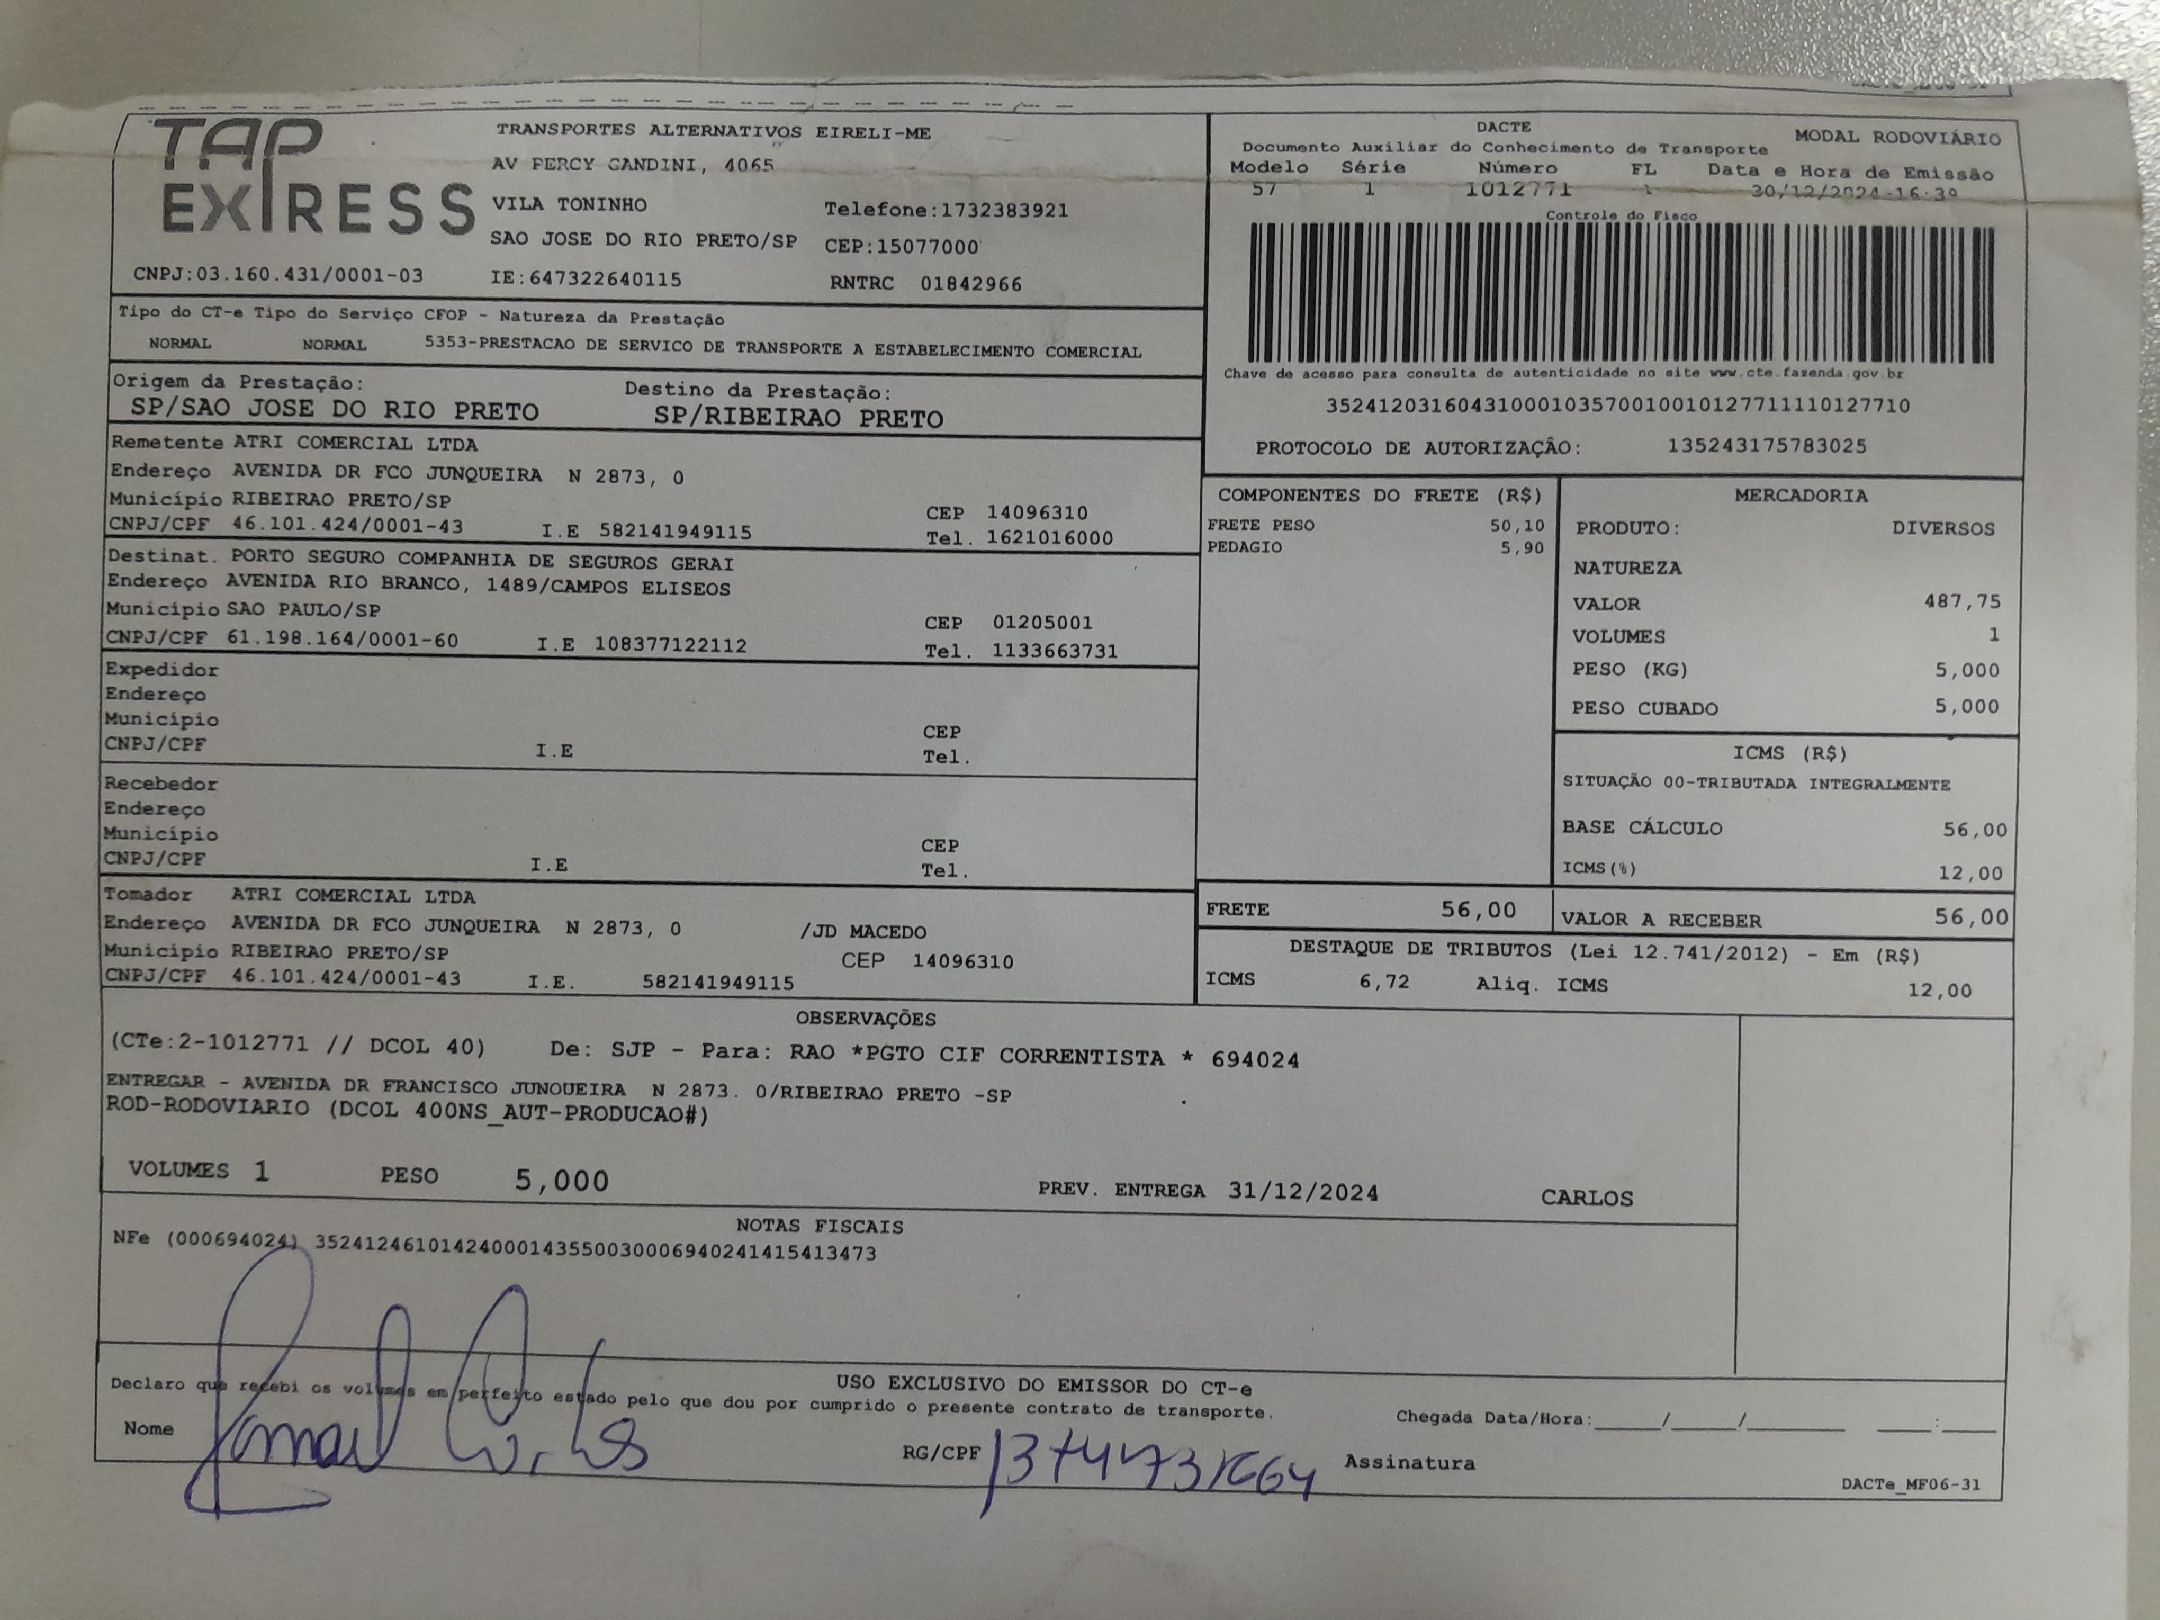 TAP
EXPRESS
TRANSPORTES ALTERNATIVOS EIRELI-ME
AV PERCY GANDINI, 4065
VILA TONINHO Telefone:1732383921
SAO JOSE DO RIO PRETO/SP CEP:15077000
CNPJ:03.160.431/0001-03 IE:647322640115 RNTRC 01842966
DACTE MODAL RODOVIÁRIO
Documento Auxiliar do Conhecimento de Transporte
Modelo Série Número FL Data e Hora de Emissão
57 1 1012771 1 30/12/2024-16:39
Controle do Fisco
Chave de acesso para consulta de autenticidade no site www.cte.fazenda.gov.br
35241203160431000103570010010127711110127710
PROTOCOLO DE AUTORIZAÇÃO: 135243175783025
Tipo do CT-e Tipo do Serviço CFOP - Natureza da Prestação
NORMAL NORMAL 5353-PRESTACAO DE SERVICO DE TRANSPORTE A ESTABELECIMENTO COMERCIAL
Origem da Prestação: Destino da Prestação:
SP/SAO JOSE DO RIO PRETO SP/RIBEIRAO PRETO
Remetente ATRI COMERCIAL LTDA
Endereço AVENIDA DR FCO JUNQUEIRA N 2873, 0
Município RIBEIRAO PRETO/SP CEP 14096310
CNPJ/CPF 46.101.424/0001-43 I.E 582141949115 Tel. 1621016000
Destinat. PORTO SEGURO COMPANHIA DE SEGUROS GERAI
Endereço AVENIDA RIO BRANCO, 1489/CAMPOS ELISEOS
Município SAO PAULO/SP CEP 01205001
CNPJ/CPF 61.198.164/0001-60 I.E 108377122112 Tel. 1133663731
Expedidor
Endereço
Município CEP
CNPJ/CPF I.E Tel.
Recebedor
Endereço
Município CEP
CNPJ/CPF I.E Tel.
Tomador ATRI COMERCIAL LTDA
Endereço AVENIDA DR FCO JUNQUEIRA N 2873, 0 /JD MACEDO
Município RIBEIRAO PRETO/SP CEP 14096310
CNPJ/CPF 46.101.424/0001-43 I.E. 582141949115
COMPONENTES DO FRETE (R$)
FRETE PESO 50,10
PEDAGIO 5,90
MERCADORIA
PRODUTO: DIVERSOS
NATUREZA
VALOR 487,75
VOLUMES 1
PESO (KG) 5,000
PESO CUBADO 5,000
ICMS (R$)
SITUAÇÃO 00-TRIBUTADA INTEGRALMENTE
BASE CÁLCULO 56,00
ICMS(%) 12,00
FRETE 56,00 VALOR A RECEBER 56,00
DESTAQUE DE TRIBUTOS (Lei 12.741/2012) - Em (R$)
ICMS 6,72 Aliq. ICMS 12,00
OBSERVAÇÕES
(CTe:2-1012771 // DCOL 40) De: SJP - Para: RAO *PGTO CIF CORRENTISTA * 694024
ENTREGAR - AVENIDA DR FRANCISCO JUNQUEIRA N 2873. 0/RIBEIRAO PRETO -SP
ROD-RODOVIARIO (DCOL 400NS_AUT-PRODUCAO#)
VOLUMES 1 PESO 5,000 PREV. ENTREGA 31/12/2024 CARLOS
NOTAS FISCAIS
NFe (000694024) 35241246101424000143550030006940241415413473
USO EXCLUSIVO DO EMISSOR DO CT-e
Declaro que recebi os volumes em perfeito estado pelo que dou por cumprido o presente contrato de transporte.
Nome RG/CPF Assinatura Chegada Data/Hora:____/____/______ ___:___
DACTe_MF06-31